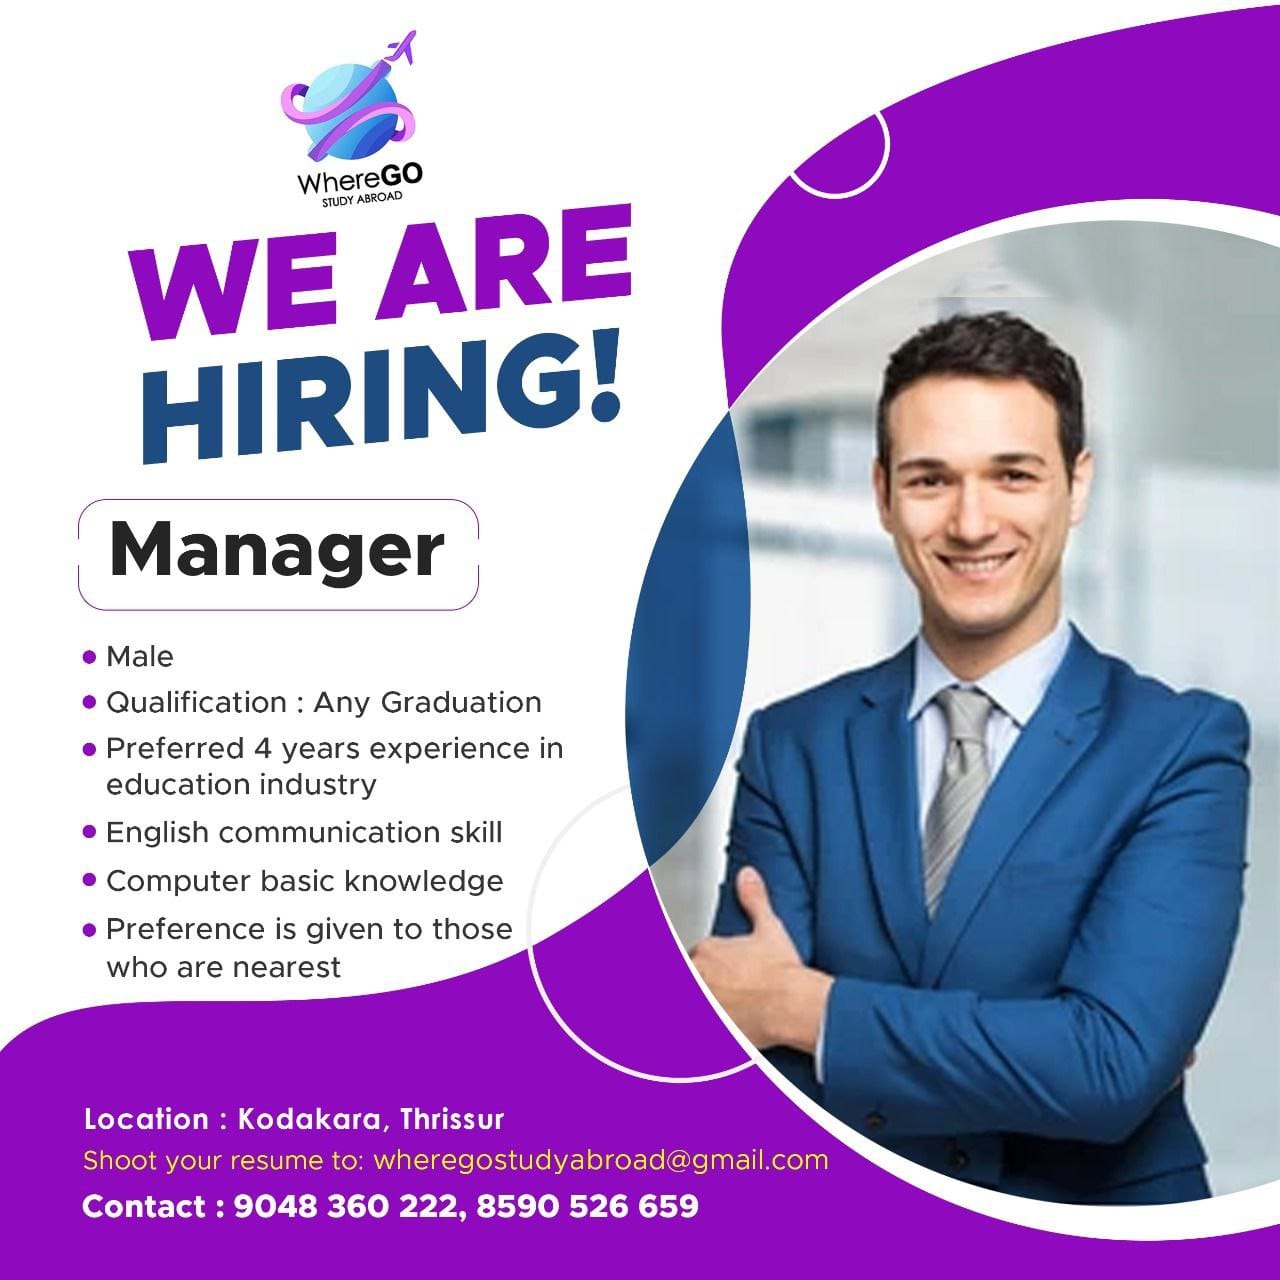 WhereGO
STUDY ABROAD
WE ARE
HIRING!
Manager
Male
Qualification : Any Graduation
Preferred 4 years experience in
education industry
English communication skill
Computer basic knowledge
Preference is given to those
who are nearest
Location : Kodakara, Thrissur
Shoot your resume to: wheregostudyabroad@gmail.com
Contact : 9048 360 222, 8590 526 659